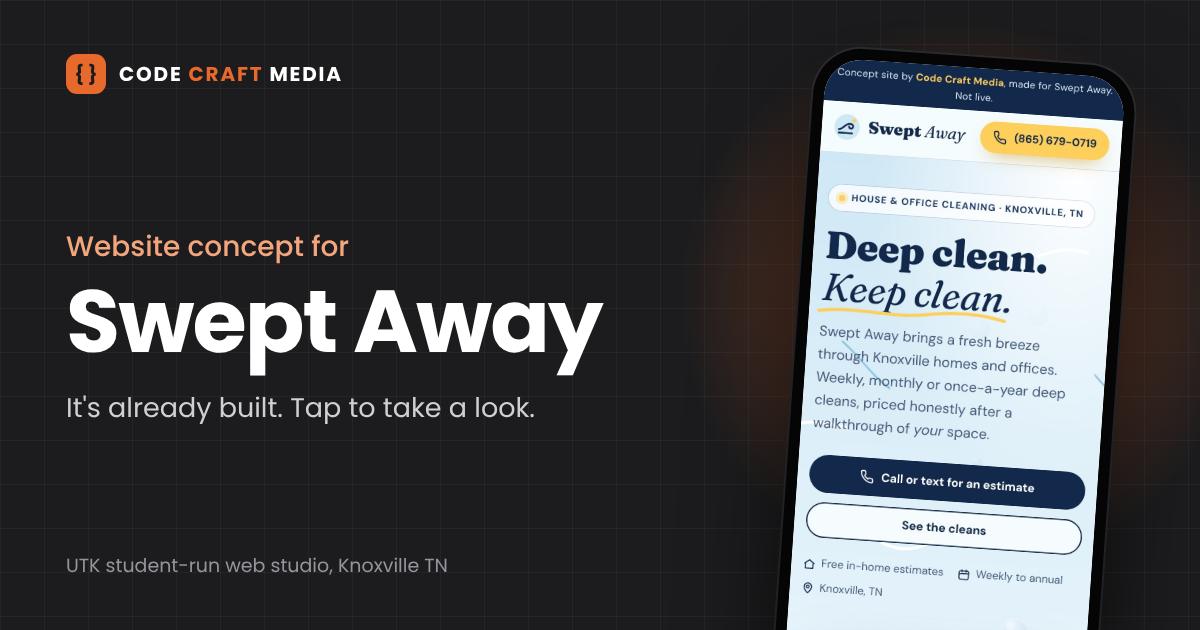 { } CODE CRAFT MEDIA
Website concept for
Swept Away
It's already built. Tap to take a look.
UTK student-run web studio, Knoxville TN
Concept site by Code Craft Media, made for Swept Away.
Not live.
Swept Away
(865) 679-0719
HOUSE & OFFICE CLEANING · KNOXVILLE, TN
Deep clean.
Keep clean.
Swept Away brings a fresh breeze
through Knoxville homes and offices.
Weekly, monthly or once-a-year deep
cleans, priced honestly after a
walkthrough of your space.
Call or text for an estimate
See the cleans
Free in-home estimates
Weekly to annual
Knoxville, TN